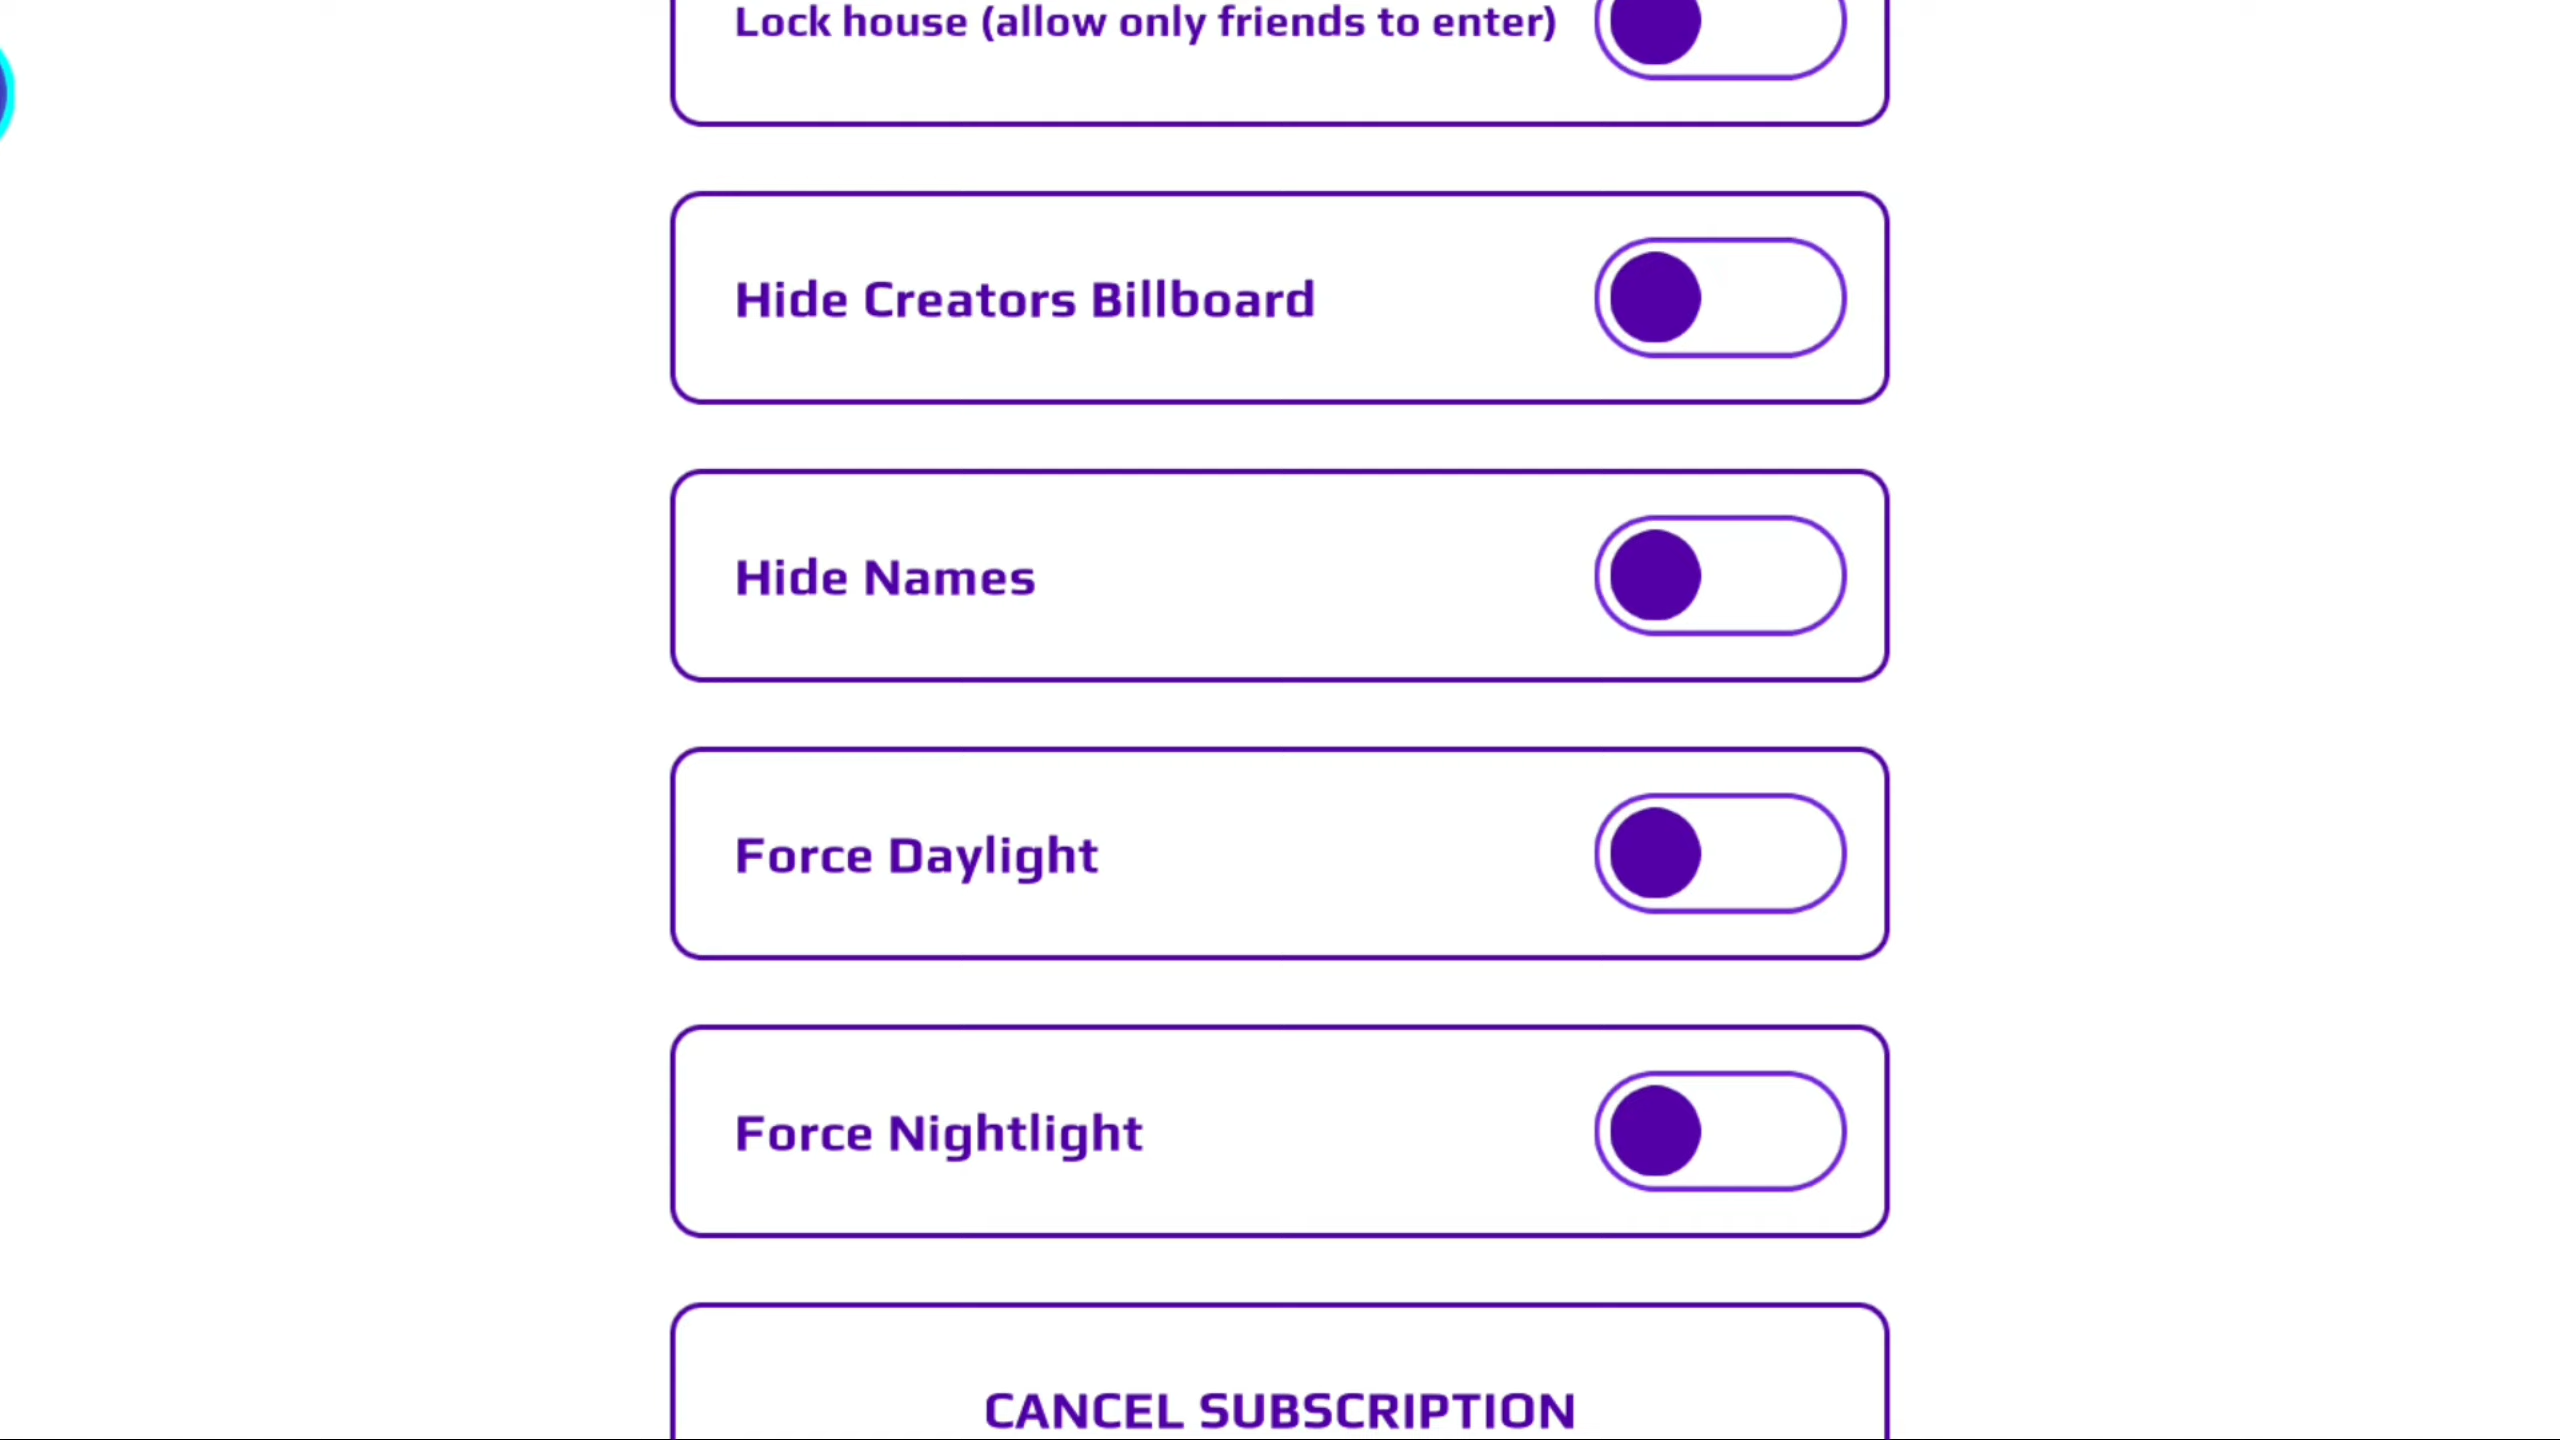 Lock house (allow only friends to enter)
Hide Creators Billboard
Hide Names
Force Daylight
Force Nightlight
CANCEL SUBSCRIPTION